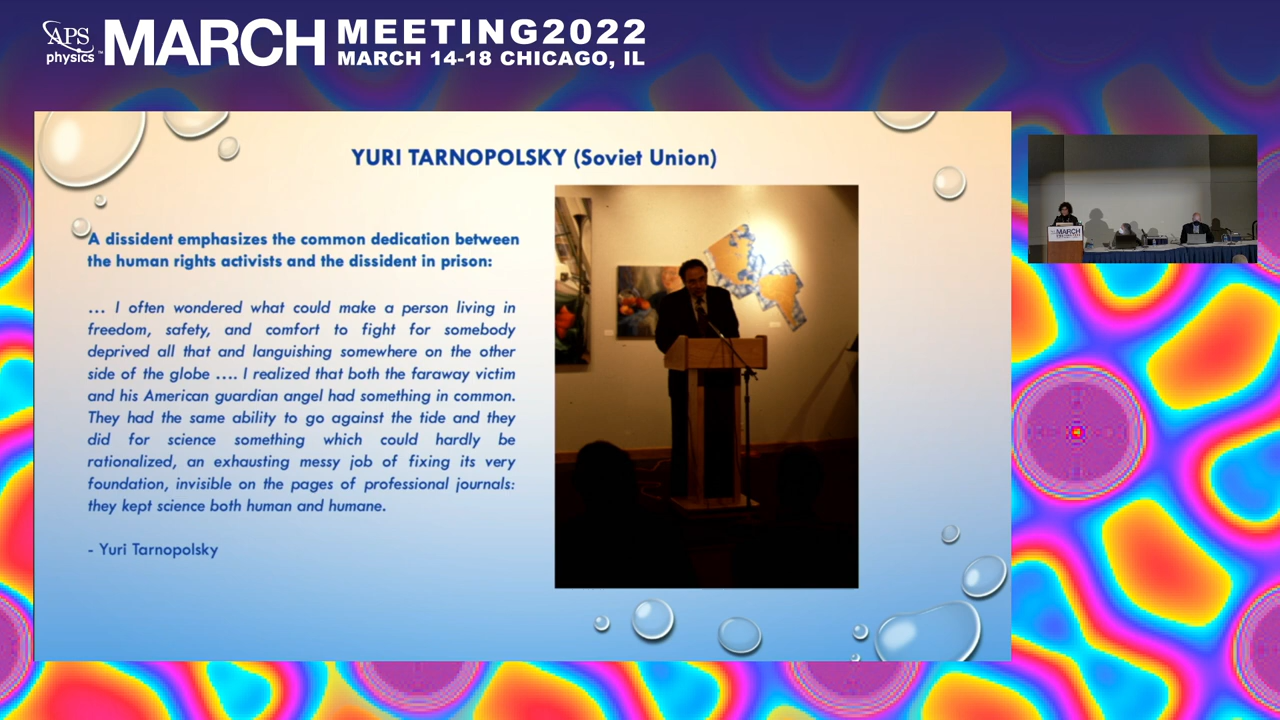 APS
physics
MARCH
MEETING2022
MARCH 14-18 CHICAGO, IL
YURI TARNOPOLSKY (Soviet Union)
A dissident emphasizes the common dedication between
the human rights activists and the dissident in prison:
... I often wondered what could make a person living in
freedom, safety, and comfort to fight for somebody
deprived all that and languishing somewhere on the other
side of the globe .... I realized that both the faraway victim
and his American guardian angel had something in common.
They had the same ability to go against the tide and they
did for science something which could hardly be
rationalized, an exhausting messy job of fixing its very
foundation, invisible on the pages of professional journals:
they kept science both human and humane.
- Yuri Tarnopolsky
MARCH